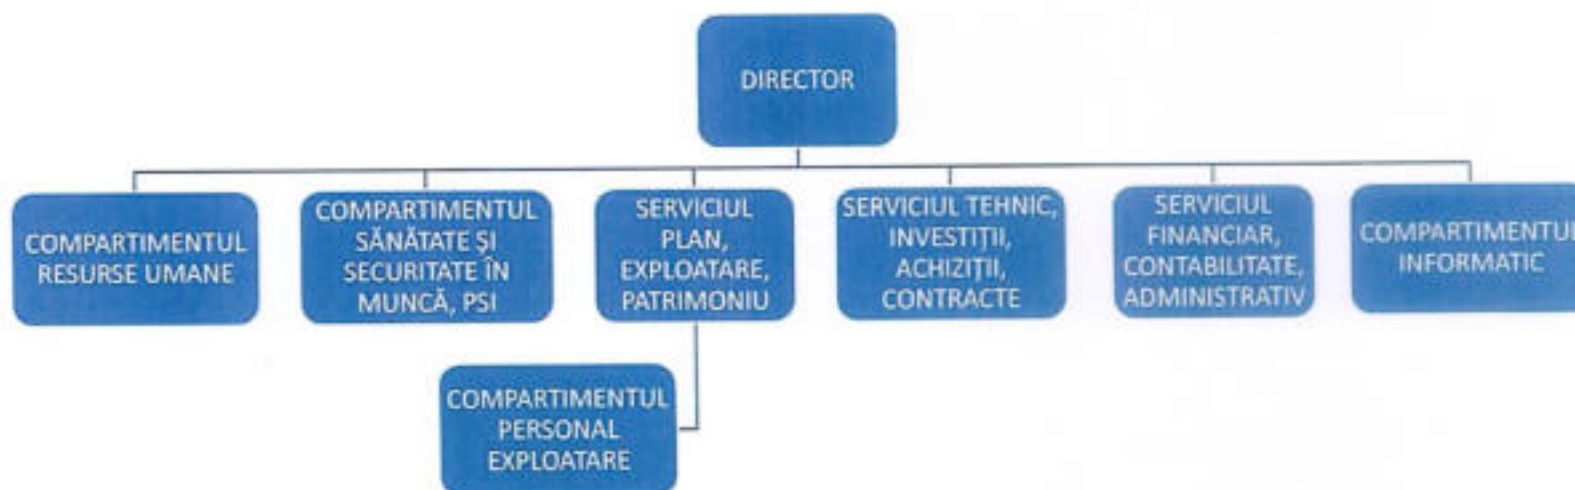 DIRECTOR
COMPARTIMENTUL
RESURSE UMANE
COMPARTIMENTUL
SĂNĂTATE ȘI
SECURITATE ÎN
MUNCĂ, PSI
SERVICIUL
PLAN,
EXPLOATARE,
PATRIMONIU
SERVICIUL TEHNIC,
INVESTIȚII,
ACHIZIȚII,
CONTRACTE
SERVICIUL
FINANCIAR,
CONTABILITATE,
ADMINISTRATIV
COMPARTIMENTUL
INFORMATIC
COMPARTIMENTUL
PERSONAL
EXPLOATARE